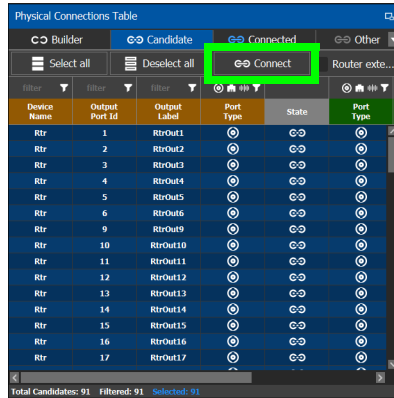 Physical Connections Table
Builder Candidate Connected Other
Select all Deselect all Connect Router exte...
filter filter filter
Device Name Output Port Id Output Label Port Type State Port Type
Rtr 1 RtrOut1
Rtr 2 RtrOut2
Rtr 3 RtrOut3
Rtr 4 RtrOut4
Rtr 5 RtrOut5
Rtr 6 RtrOut6
Rtr 9 RtrOut9
Rtr 10 RtrOut10
Rtr 11 RtrOut11
Rtr 12 RtrOut12
Rtr 13 RtrOut13
Rtr 14 RtrOut14
Rtr 15 RtrOut15
Rtr 16 RtrOut16
Rtr 17 RtrOut17
Total Candidates: 91 Filtered: 91 Selected: 91